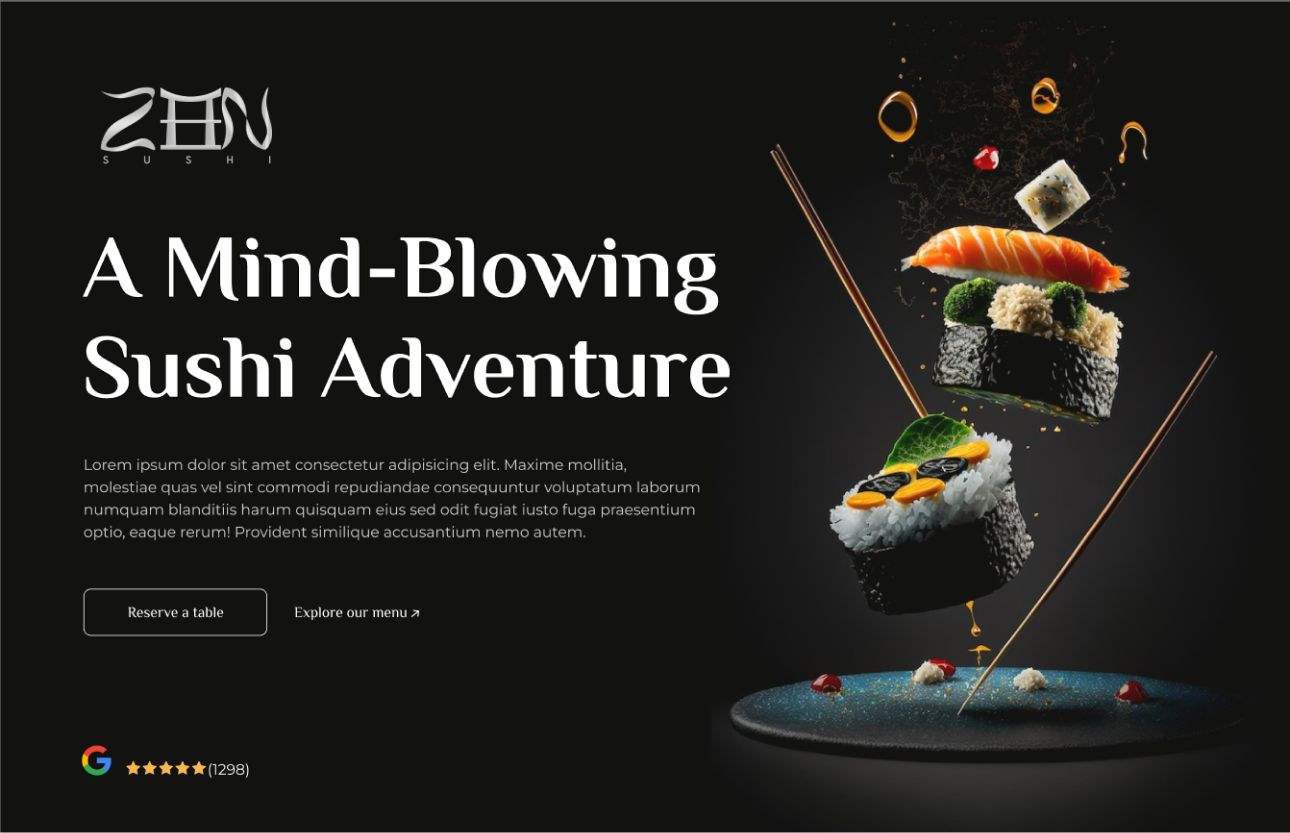 ZEN
SUSHI
A Mind-Blowing
Sushi Adventure
Lorem ipsum dolor sit amet consectetur adipisicing elit. Maxime mollitia,
molestiae quas vel sint commodi repudiandae consequuntur voluptatum laborum
numquam blanditiis harum quisquam eius sed odit fugiat iusto fuga praesentium
optio, eaque rerum! Provident similique accusantium nemo autem.
Reserve a table
Explore our menu ↗
G ★★★★★(1298)